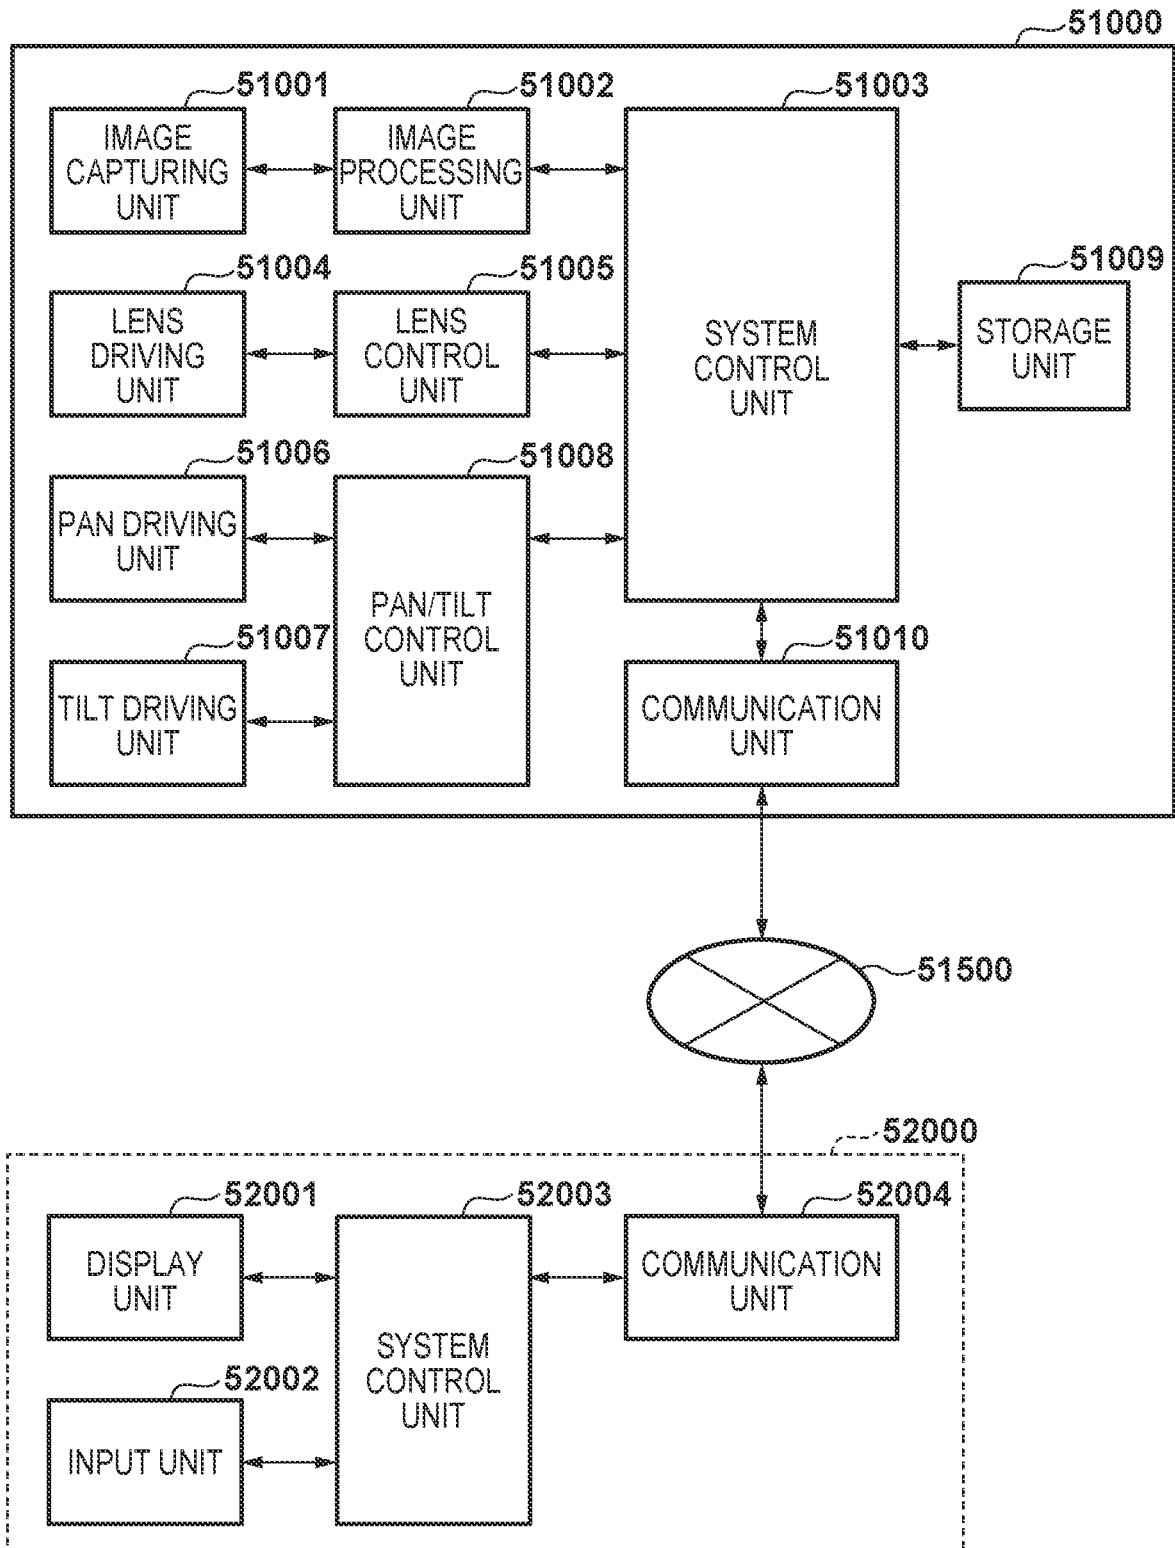 51000
51001
IMAGE
CAPTURING
UNIT
51002
IMAGE
PROCESSING
UNIT
51003
SYSTEM
CONTROL
UNIT
51004
LENS
DRIVING
UNIT
51005
LENS
CONTROL
UNIT
51009
STORAGE
UNIT
51006
PAN DRIVING
UNIT
51008
PAN/TILT
CONTROL
UNIT
51007
TILT DRIVING
UNIT
51010
COMMUNICATION
UNIT
51500
52000
52001
DISPLAY
UNIT
52003
SYSTEM
CONTROL
UNIT
52004
COMMUNICATION
UNIT
52002
INPUT UNIT